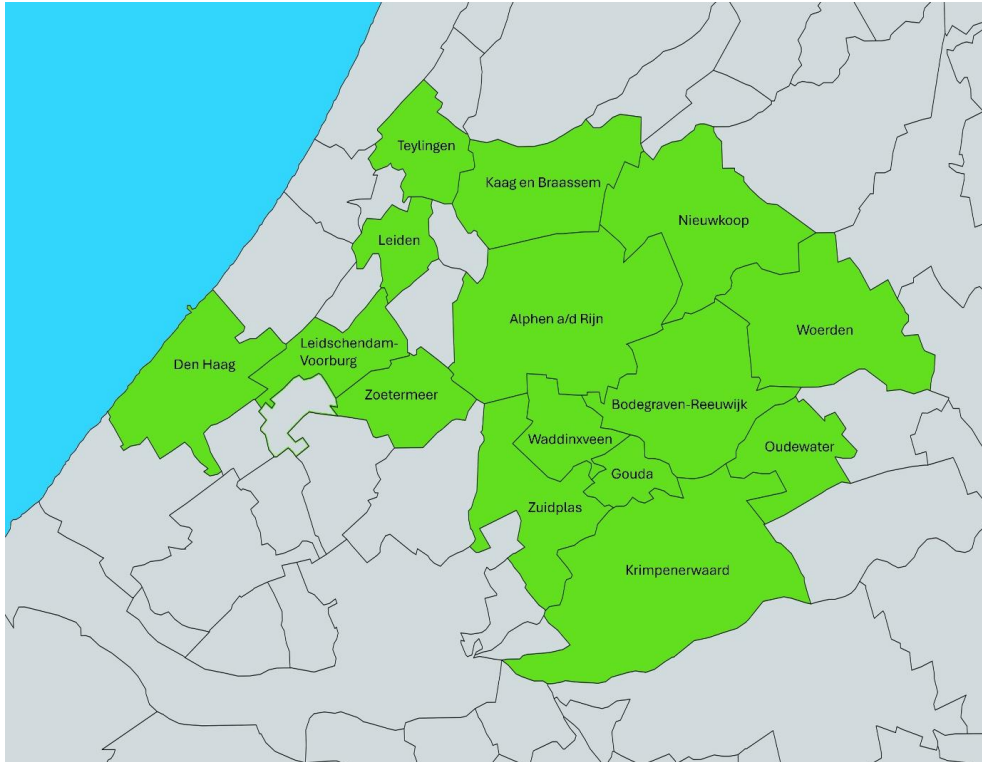 Teylingen
Kaag en Braassem
Nieuwkoop
Leiden
Alphen a/d Rijn
Woerden
Leidschendam-
Voorburg
Den Haag
Zoetermeer
Bodegraven-Reeuwijk
Waddinxveen
Oudewater
Gouda
Zuidplas
Krimpenerwaard